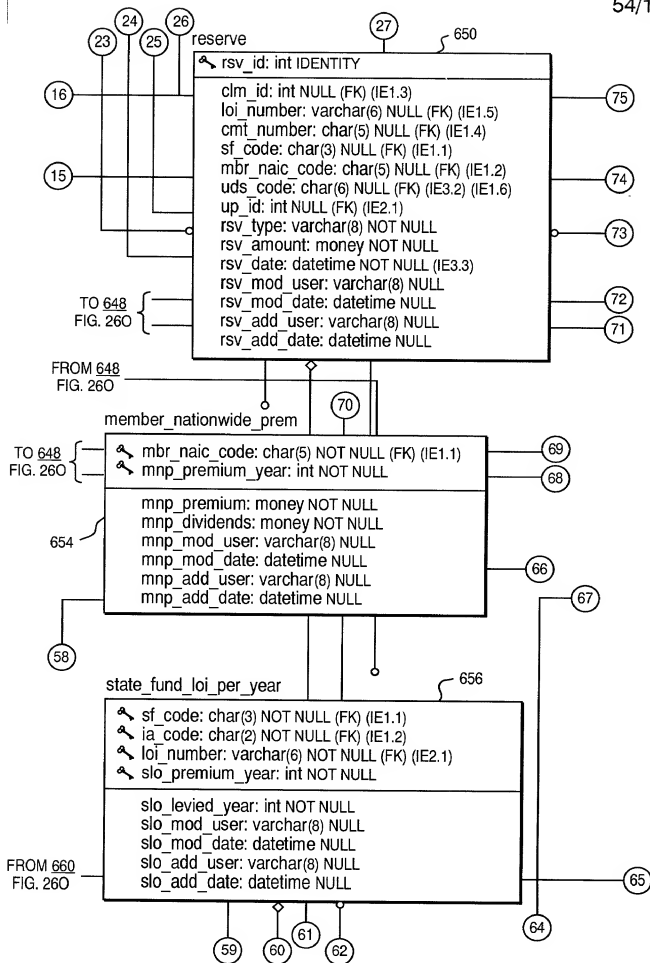 54/1
24
26
27
23
25
reserve
650
rsv_id: int IDENTITY
16
clm_id: int NULL (FK) (IE1.3)
75
loi_number: varchar(6) NULL (FK) (IE1.5)
cmt_number: char(5) NULL (FK) (IE1.4)
sf_code: char(3) NULL (FK) (IE1.1)
15
mbr_naic_code: char(5) NULL (FK) (IE1.2)
74
uds_code: char(6) NULL (FK) (IE3.2) (IE1.6)
up_id: int NULL (FK) (IE2.1)
rsv_type: varchar(8) NOT NULL
73
rsv_amount: money NOT NULL
rsv_date: datetime NOT NULL (IE3.3)
rsv_mod_user: varchar(8) NULL
TO 648
FIG. 26O
rsv_mod_date: datetime NULL
72
rsv_add_user: varchar(8) NULL
71
rsv_add_date: datetime NULL
FROM 648
FIG. 26O
70
member_nationwide_prem
TO 648
FIG. 26O
mbr_naic_code: char(5) NOT NULL (FK) (IE1.1)
69
mnp_premium_year: int NOT NULL
68
mnp_premium: money NOT NULL
mnp_dividends: money NOT NULL
654
mnp_mod_user: varchar(8) NULL
mnp_mod_date: datetime NULL
66
mnp_add_user: varchar(8) NULL
mnp_add_date: datetime NULL
67
58
state_fund_loi_per_year
656
sf_code: char(3) NOT NULL (FK) (IE1.1)
ia_code: char(2) NOT NULL (FK) (IE1.2)
loi_number: varchar(6) NOT NULL (FK) (IE2.1)
slo_premium_year: int NOT NULL
slo_levied_year: int NOT NULL
slo_mod_user: varchar(8) NULL
slo_mod_date: datetime NULL
FROM 660
FIG. 26O
slo_add_user: varchar(8) NULL
slo_add_date: datetime NULL
65
64
59
60
61
62